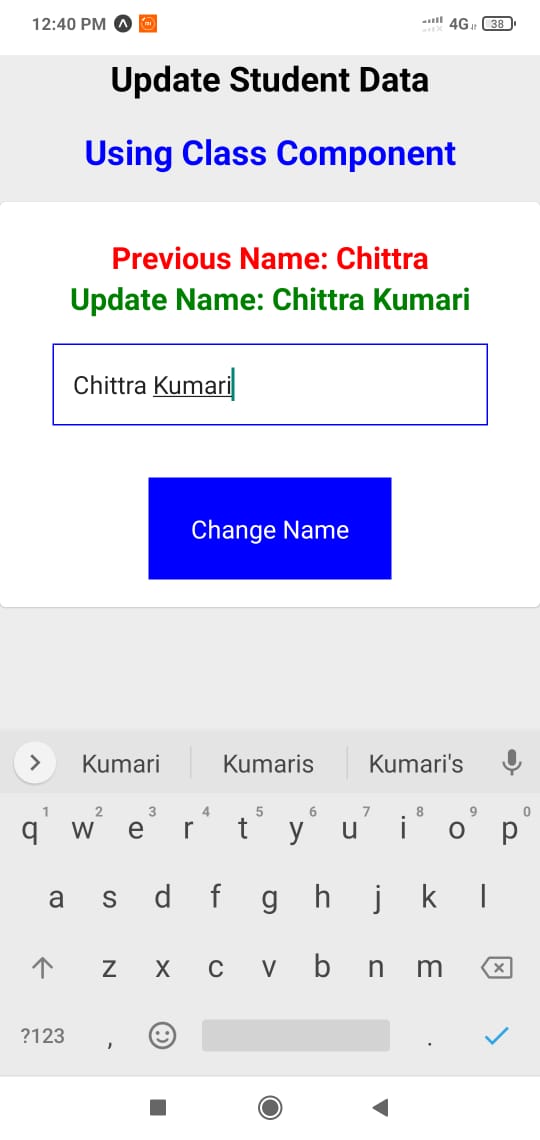 12:40 PM 4G 38
Update Student Data
Using Class Component
Previous Name: Chittra
Update Name: Chittra Kumari
Chittra Kumari
Change Name
Kumari Kumaris Kumari's
1 2 3 4 5 6 7 8 9 0
q w e r t y u i o p
a s d f g h j k l
z x c v b n m
?123 , .